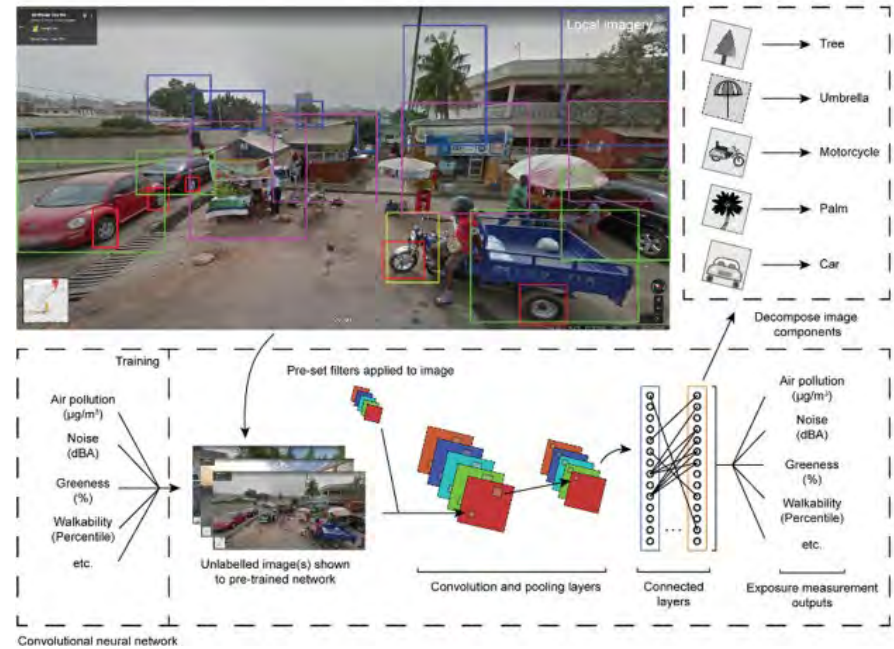 Local imagery
Tree
Umbrella
Motorcycle
Palm
Car
Decompose image
components
Training
Pre-set filters applied to image
Air pollution
(µg/m³)
Noise
(dBA)
Greeness
(%)
Walkability
(Percentile)
etc.
Unlabelled image(s) shown
to pre-trained network
Convolution and pooling layers
...
Connected
layers
Air pollution
(µg/m³)
Noise
(dBA)
Greeness
(%)
Walkability
(Percentile)
etc.
Exposure measurement
outputs
Convolutional neural network